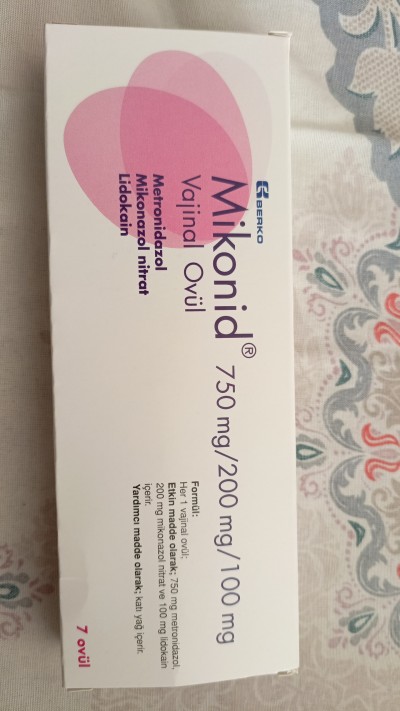 BERKO
Mikonid® 750 mg/200 mg/100 mg
Vajinal Ovül
Metronidazol
Mikonazol nitrat
Lidokain
Formül:
Her 1 vajinal ovül;
Etkin madde olarak; 750 mg metronidazol,
200 mg mikonazol nitrat ve 100 mg lidokain
içerir.
Yardımcı madde olarak; katı yağ içerir.
7 ovül